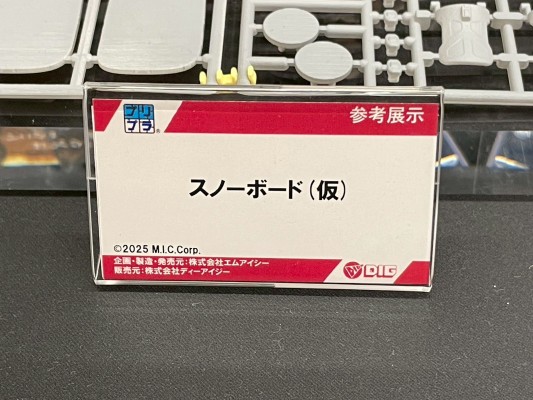 プリ
プラ®
参考展示
スノーボード（仮）
©2025 M.I.C.Corp.
企画・製造・発売元：株式会社エムアイシー
販売元：株式会社ディーアイジー
DIG